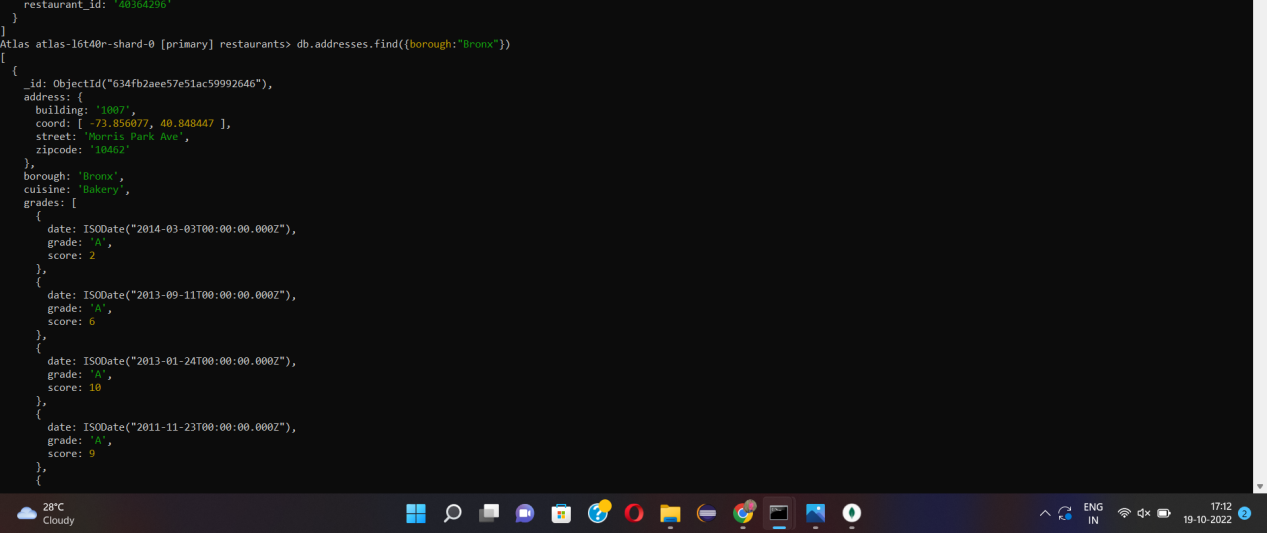 restaurant_id: '40364296'
}
]
Atlas atlas-l6t40r-shard-0 [primary] restaurants> db.addresses.find({borough:"Bronx"})
[
{
_id: ObjectId("634fb2aee57e51ac59992646"),
address: {
building: '1007',
coord: [ -73.856077, 40.848447 ],
street: 'Morris Park Ave',
zipcode: '10462'
},
borough: 'Bronx',
cuisine: 'Bakery',
grades: [
{
date: ISODate("2014-03-03T00:00:00.000Z"),
grade: 'A',
score: 2
},
{
date: ISODate("2013-09-11T00:00:00.000Z"),
grade: 'A',
score: 6
},
{
date: ISODate("2013-01-24T00:00:00.000Z"),
grade: 'A',
score: 10
},
{
date: ISODate("2011-11-23T00:00:00.000Z"),
grade: 'A',
score: 9
},
{
28°C
Cloudy
ENG
IN
17:12
19-10-2022
2